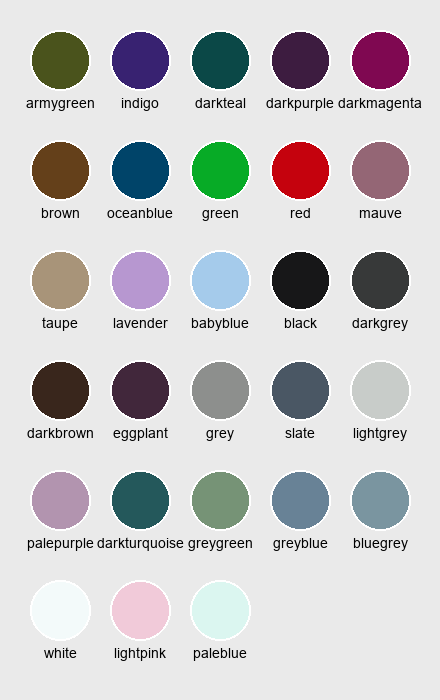 armygreen indigo darkteal darkpurple darkmagenta
brown oceanblue green red mauve
taupe lavender babyblue black darkgrey
darkbrown eggplant grey slate lightgrey
palepurple darkturquoise greygreen greyblue bluegrey
white lightpink paleblue